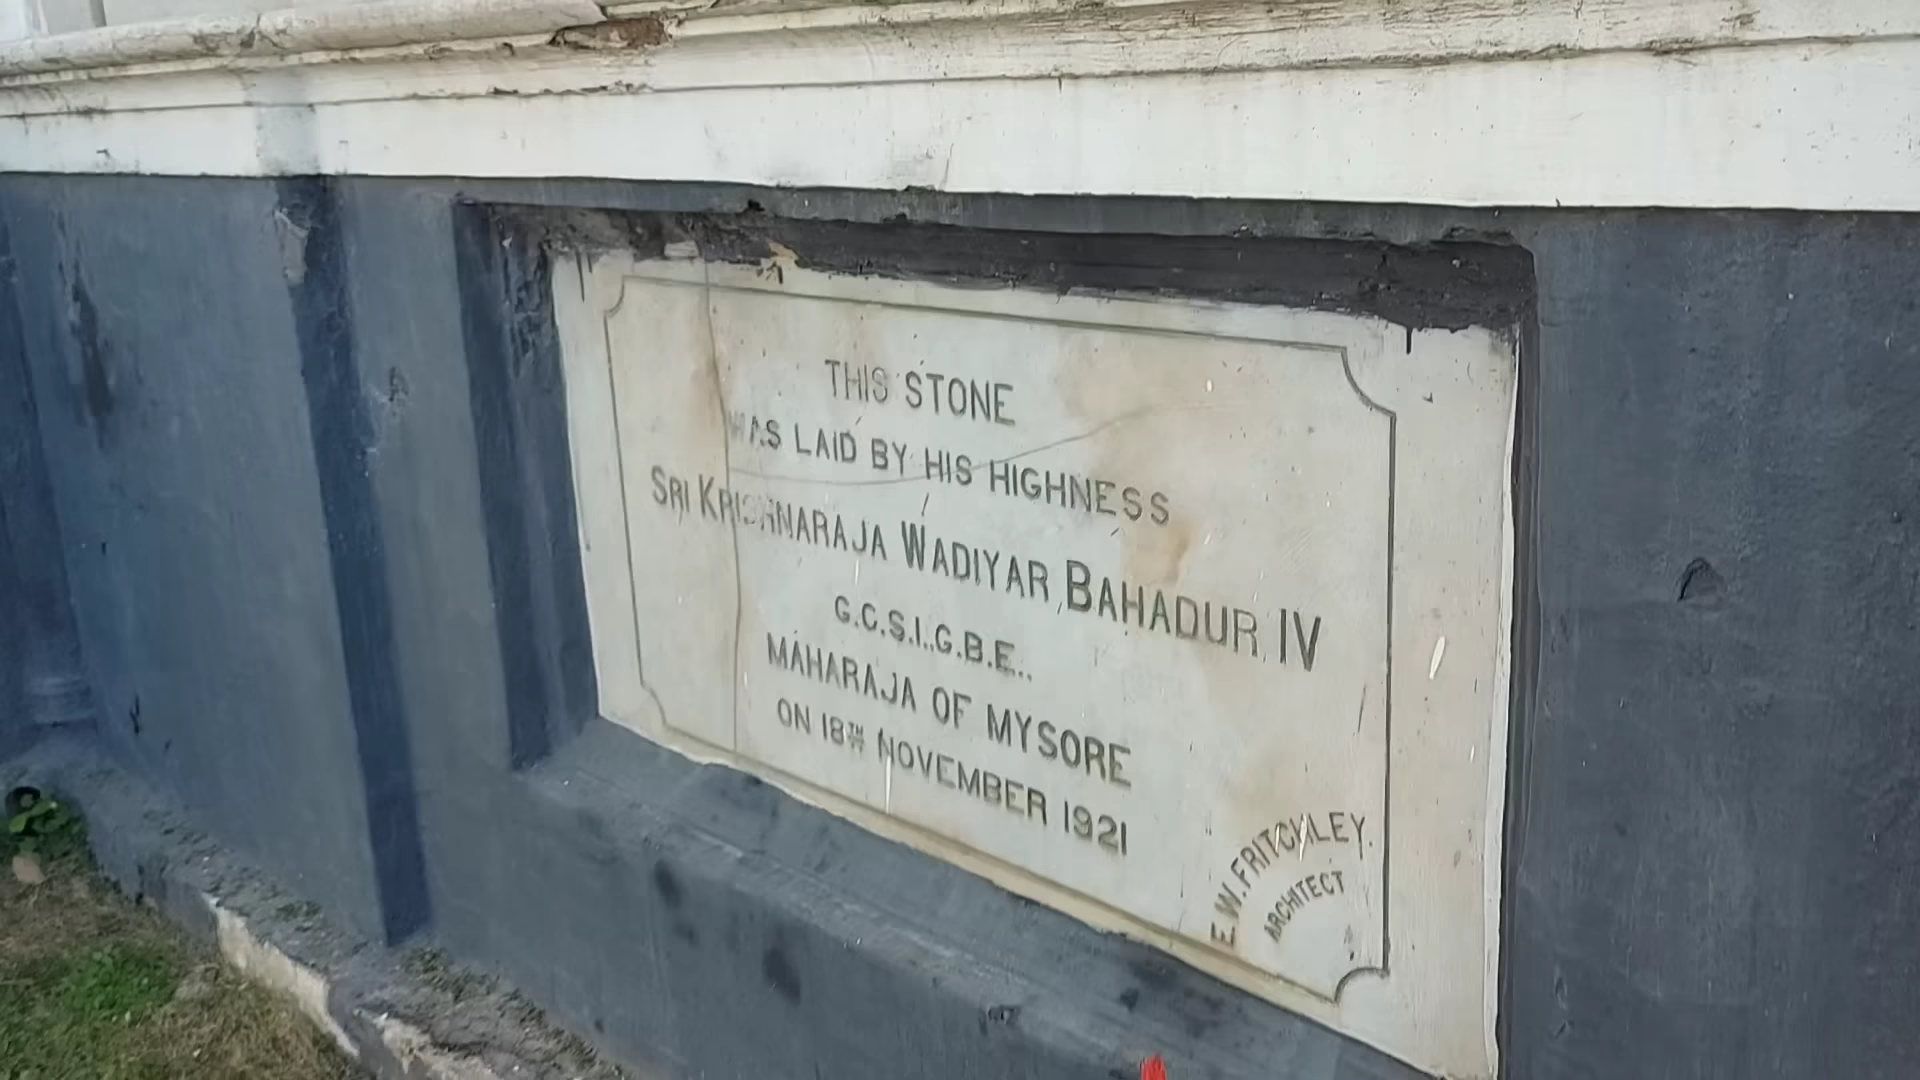 THIS STONE
WAS LAID BY HIS HIGHNESS
SRI KRISHNARAJA WADIYAR BAHADUR IV
G.C.S.I.,G.B.E.,
MAHARAJA OF MYSORE
ON 18TH NOVEMBER 1921
E.W.FRITCHLEY.
ARCHITECT